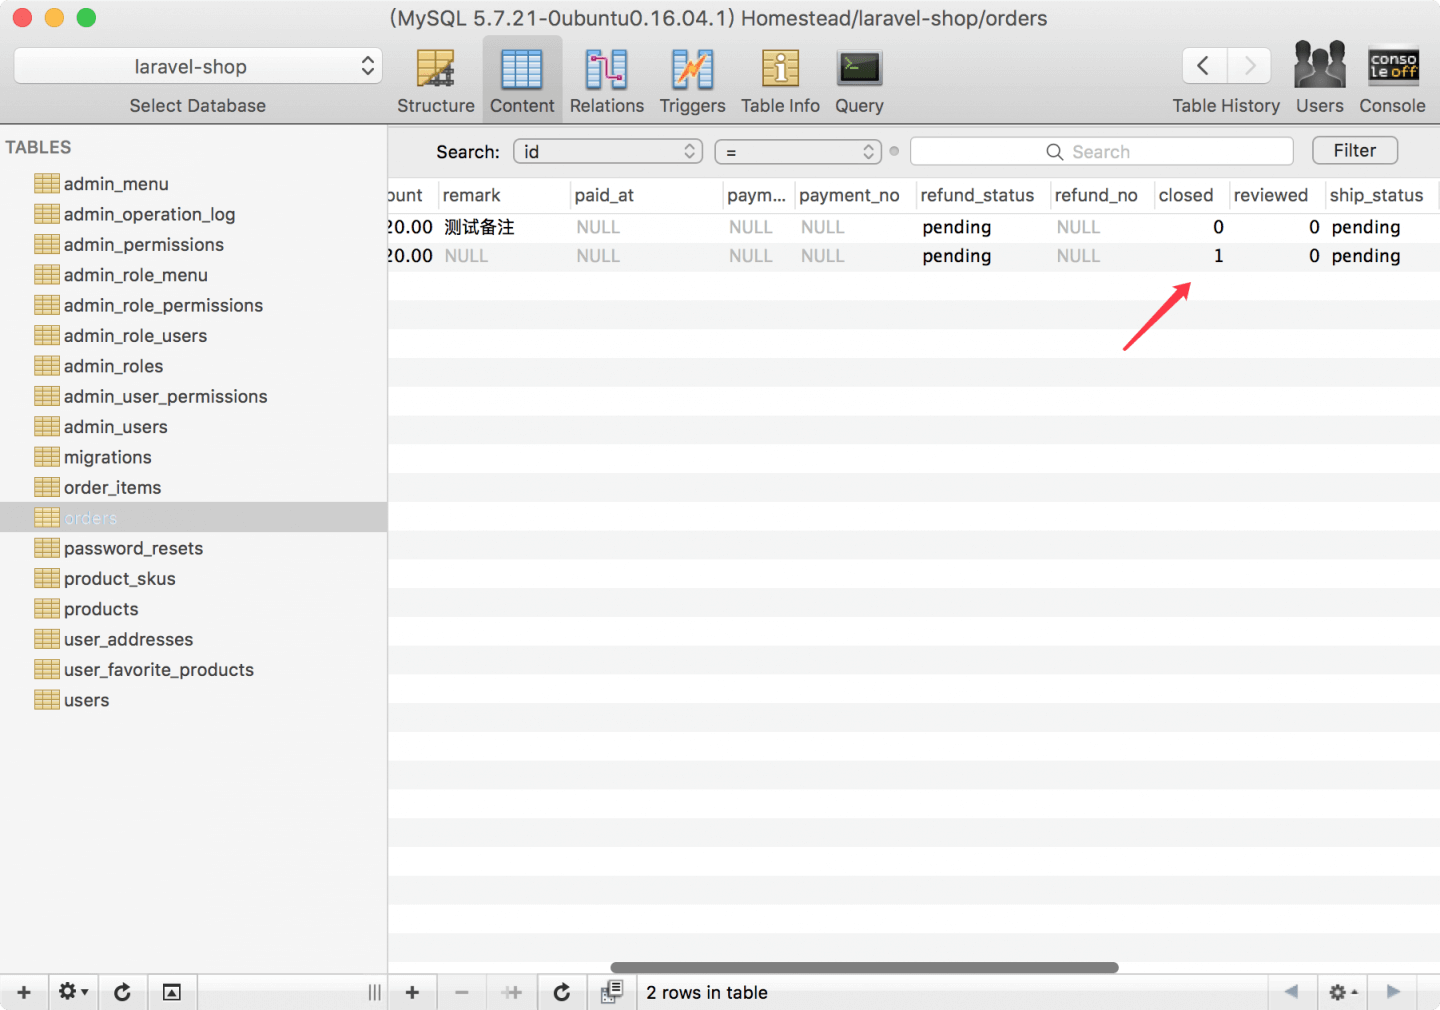 (MySQL 5.7.21-0ubuntu0.16.04.1) Homestead/laravel-shop/orders
laravel-shop
Select Database
Structure Content Relations Triggers Table Info Query
conso
le off
Table History Users Console
TABLES
Search: id = Search Filter
admin_menu
admin_operation_log
admin_permissions
admin_role_menu
admin_role_permissions
admin_role_users
admin_roles
admin_user_permissions
admin_users
migrations
order_items
orders
password_resets
product_skus
products
user_addresses
user_favorite_products
users
ount remark paid_at paym... payment_no refund_status refund_no closed reviewed ship_status
20.00 测试备注 NULL NULL NULL pending NULL 0 0 pending
20.00 NULL NULL NULL NULL pending NULL 1 0 pending
2 rows in table